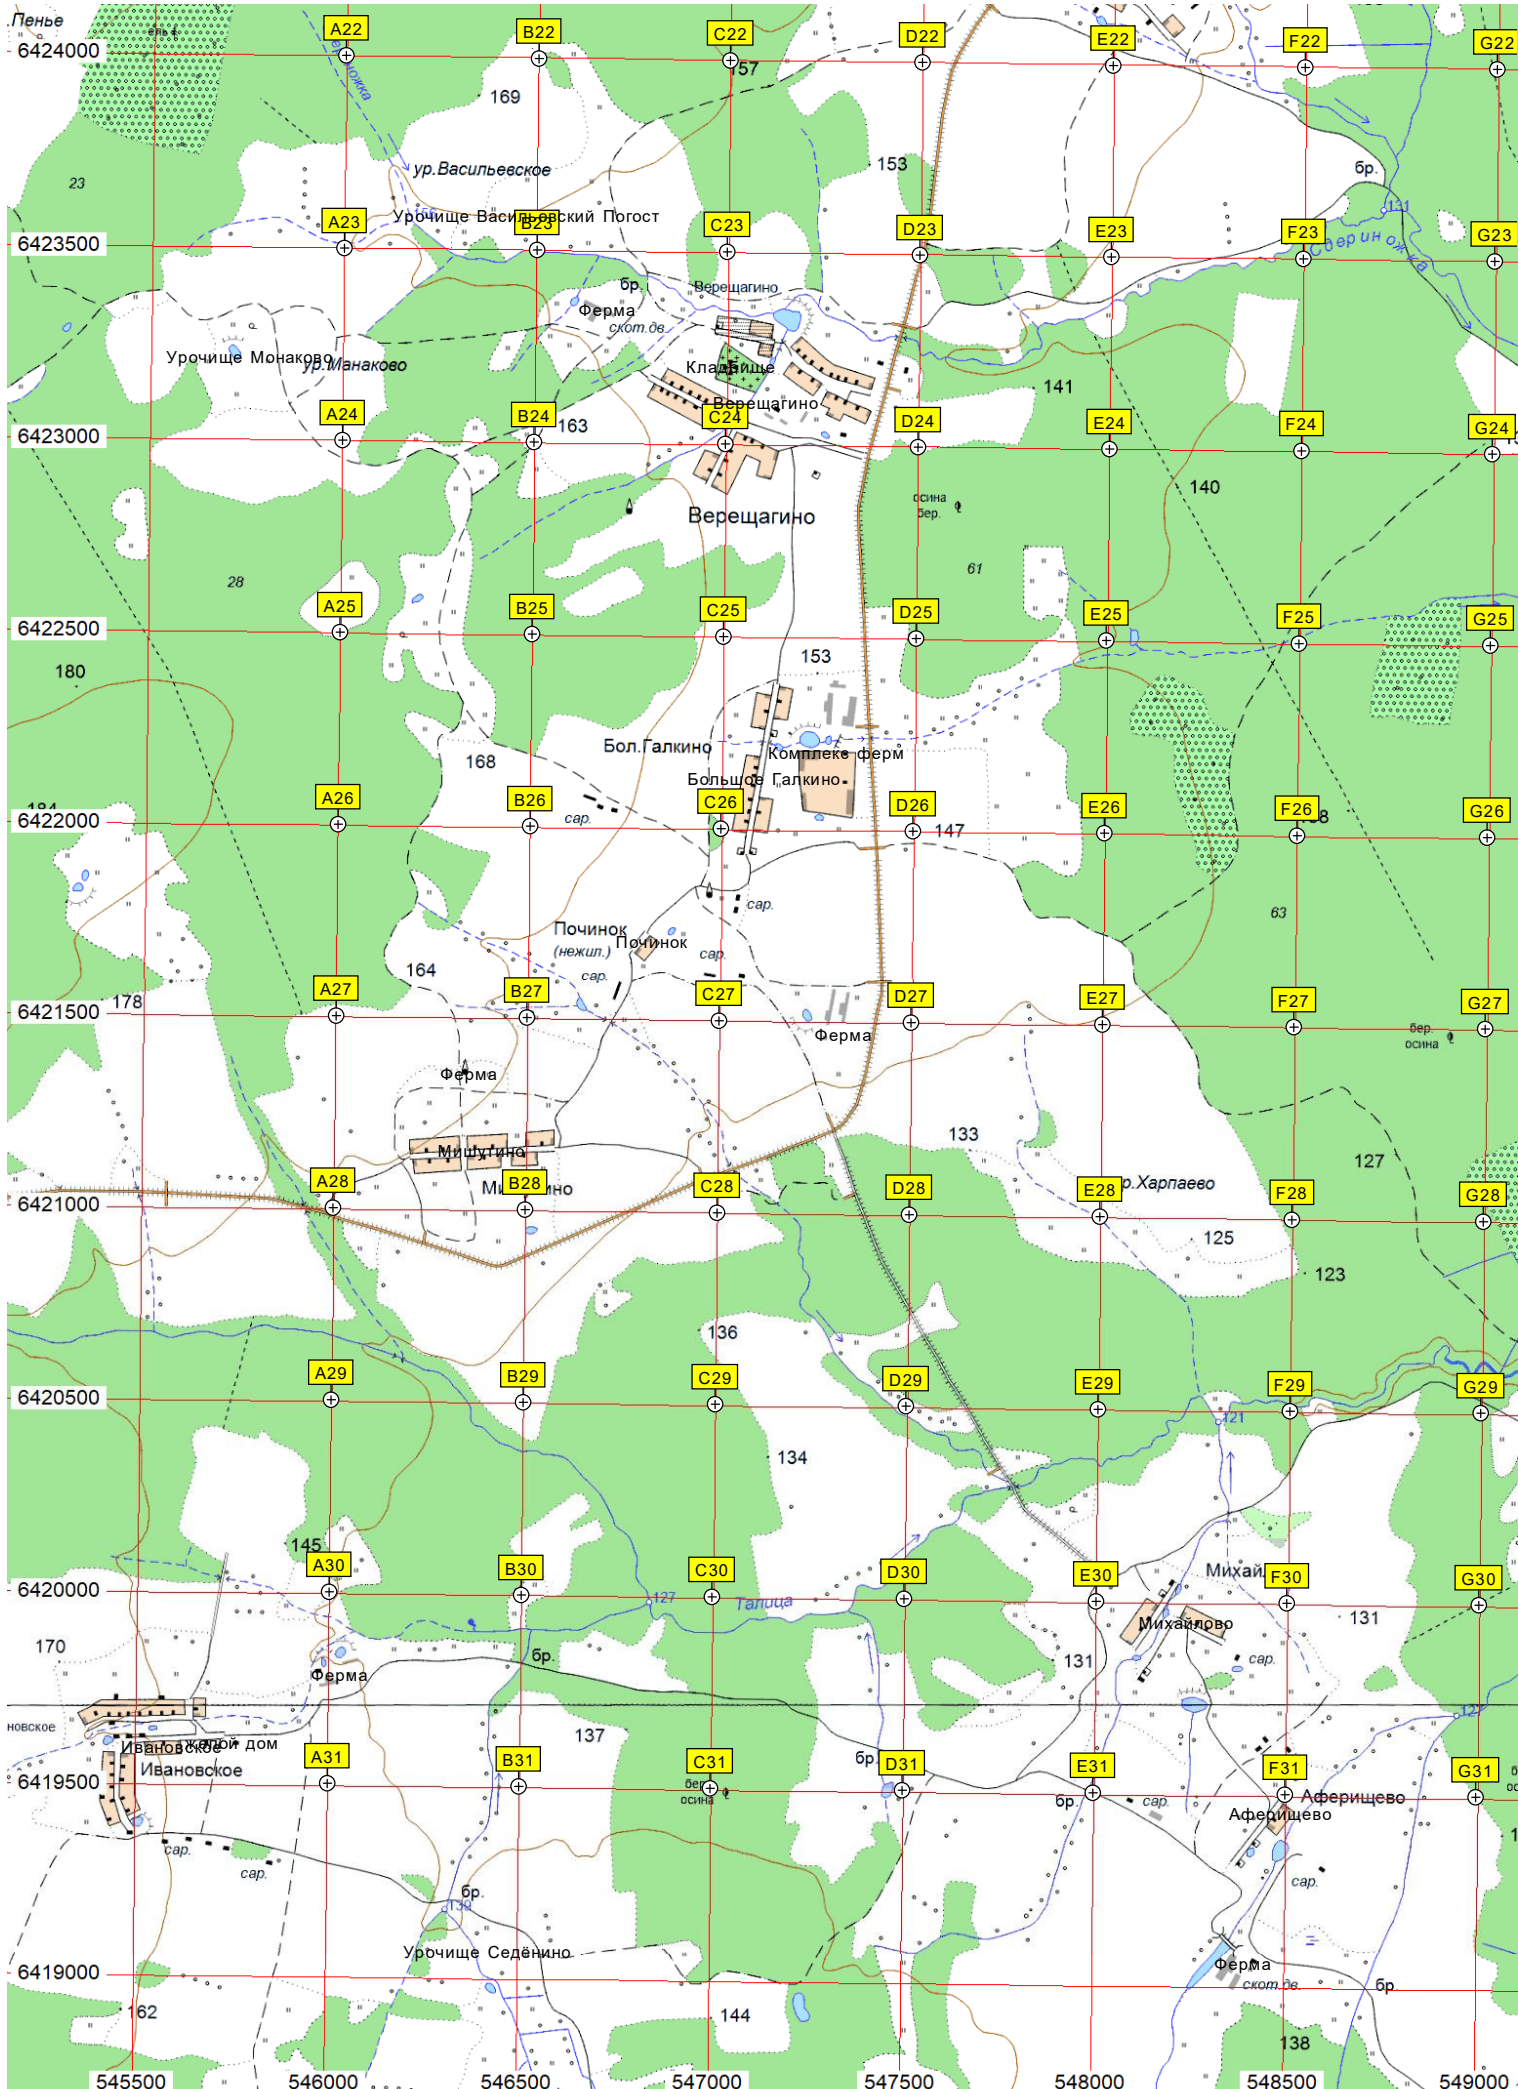 .Пенье
ель
A22
B22
C22
D22
E22
F22
G22
6424000
157
169
ур.Васильевское
153
бр.
23
Урочище Васильевский Погост
131
A23
B23
C23
D23
E23
F23
G23
6423500
бр.
Верещагино
Ферма
скот.дв.
Урочище Монаково
ур.Манаково
Кладбище
141
Верещагино
A24
B24
C24
D24
E24
F24
G24
163
6423000
140
осина
бер.
Верещагино
28
61
A25
B25
C25
D25
E25
F25
G25
6422500
153
180
Бол.Галкино
Комплекс ферм
168
Большое Галкино
A26
B26
C26
D26
E26
F26
G26
184
6422000
сар.
147
сар.
63
Починок
(нежил.)
Починок
сар.
сар.
164
A27
B27
C27
D27
E27
F27
G27
178
6421500
Ферма
бер.
осина
Ферма
133
Мишутино
127
A28
B28
C28
D28
E28
F28
G28
р.Харпаево
6421000
125
123
136
A29
B29
C29
D29
E29
F29
G29
6420500
121
134
145
A30
B30
C30
D30
E30
F30
G30
6420000
Михай
127
Талица
131
Михайлово
170
бр.
131
сар.
Ферма
127
новское
Ивановское
жилой дом
137
A31
B31
C31
D31
E31
F31
G31
Ивановское
бр.
6419500
бер.
осина
бр.
сар.
Аферищево
Аферищево
сар.
сар.
сар.
бр.
139
Урочище Седёнино
Ферма
6419000
скот.дв.
бр.
162
144
138
545500
546000
546500
547000
547500
548000
548500
549000